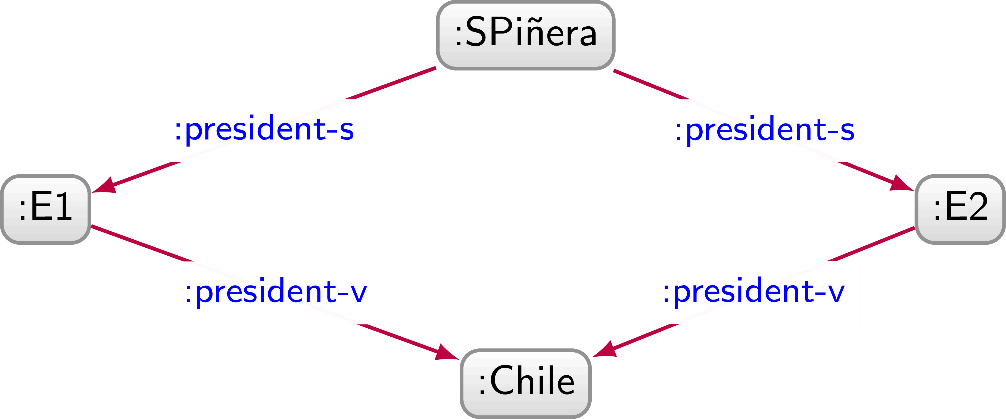 :SPiñera
:president-s
:president-s
:E1
:E2
:president-v
:president-v
:Chile